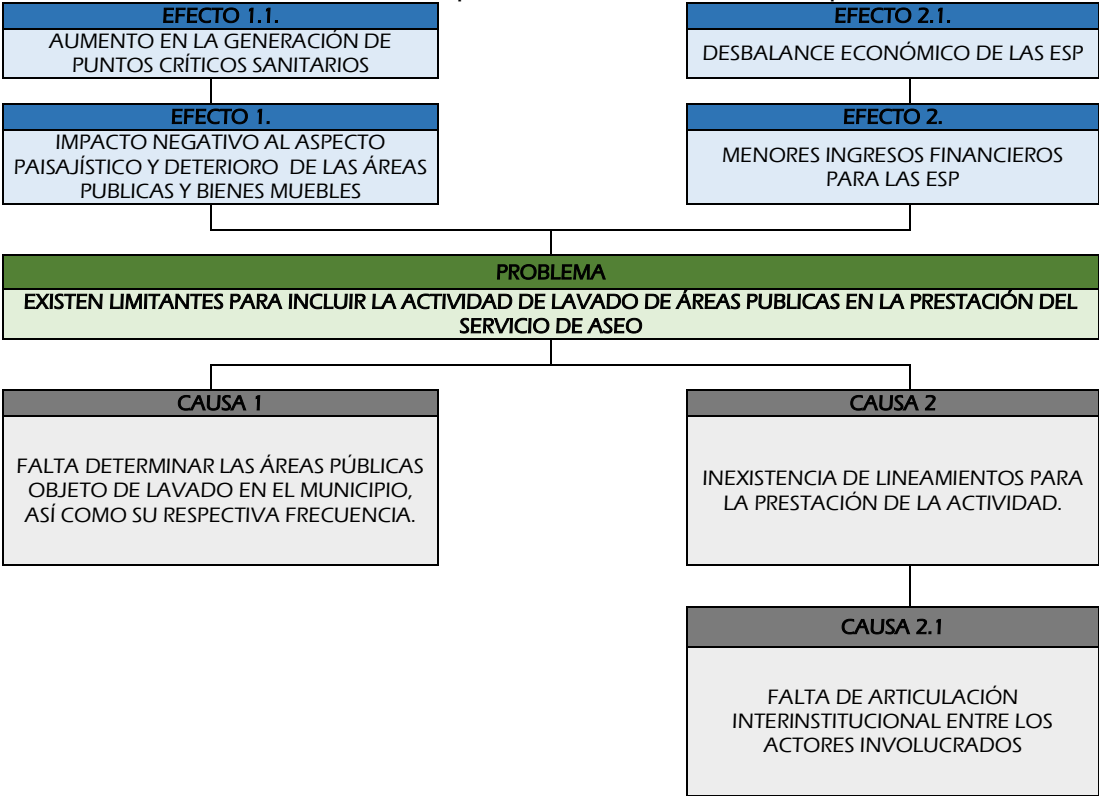 EFECTO 1.1.
AUMENTO EN LA GENERACIÓN DE
PUNTOS CRÍTICOS SANITARIOS
EFECTO 2.1.
DESBALANCE ECONÓMICO DE LAS ESP
EFECTO 1.
IMPACTO NEGATIVO AL ASPECTO
PAISAJÍSTICO Y DETERIORO DE LAS ÁREAS
PUBLICAS Y BIENES MUEBLES
EFECTO 2.
MENORES INGRESOS FINANCIEROS
PARA LAS ESP
PROBLEMA
EXISTEN LIMITANTES PARA INCLUIR LA ACTIVIDAD DE LAVADO DE ÁREAS PUBLICAS EN LA PRESTACIÓN DEL
SERVICIO DE ASEO
CAUSA 1
FALTA DETERMINAR LAS ÁREAS PÚBLICAS
OBJETO DE LAVADO EN EL MUNICIPIO,
ASÍ COMO SU RESPECTIVA FRECUENCIA.
CAUSA 2
INEXISTENCIA DE LINEAMIENTOS PARA
LA PRESTACIÓN DE LA ACTIVIDAD.
CAUSA 2.1
FALTA DE ARTICULACIÓN
INTERINSTITUCIONAL ENTRE LOS
ACTORES INVOLUCRADOS